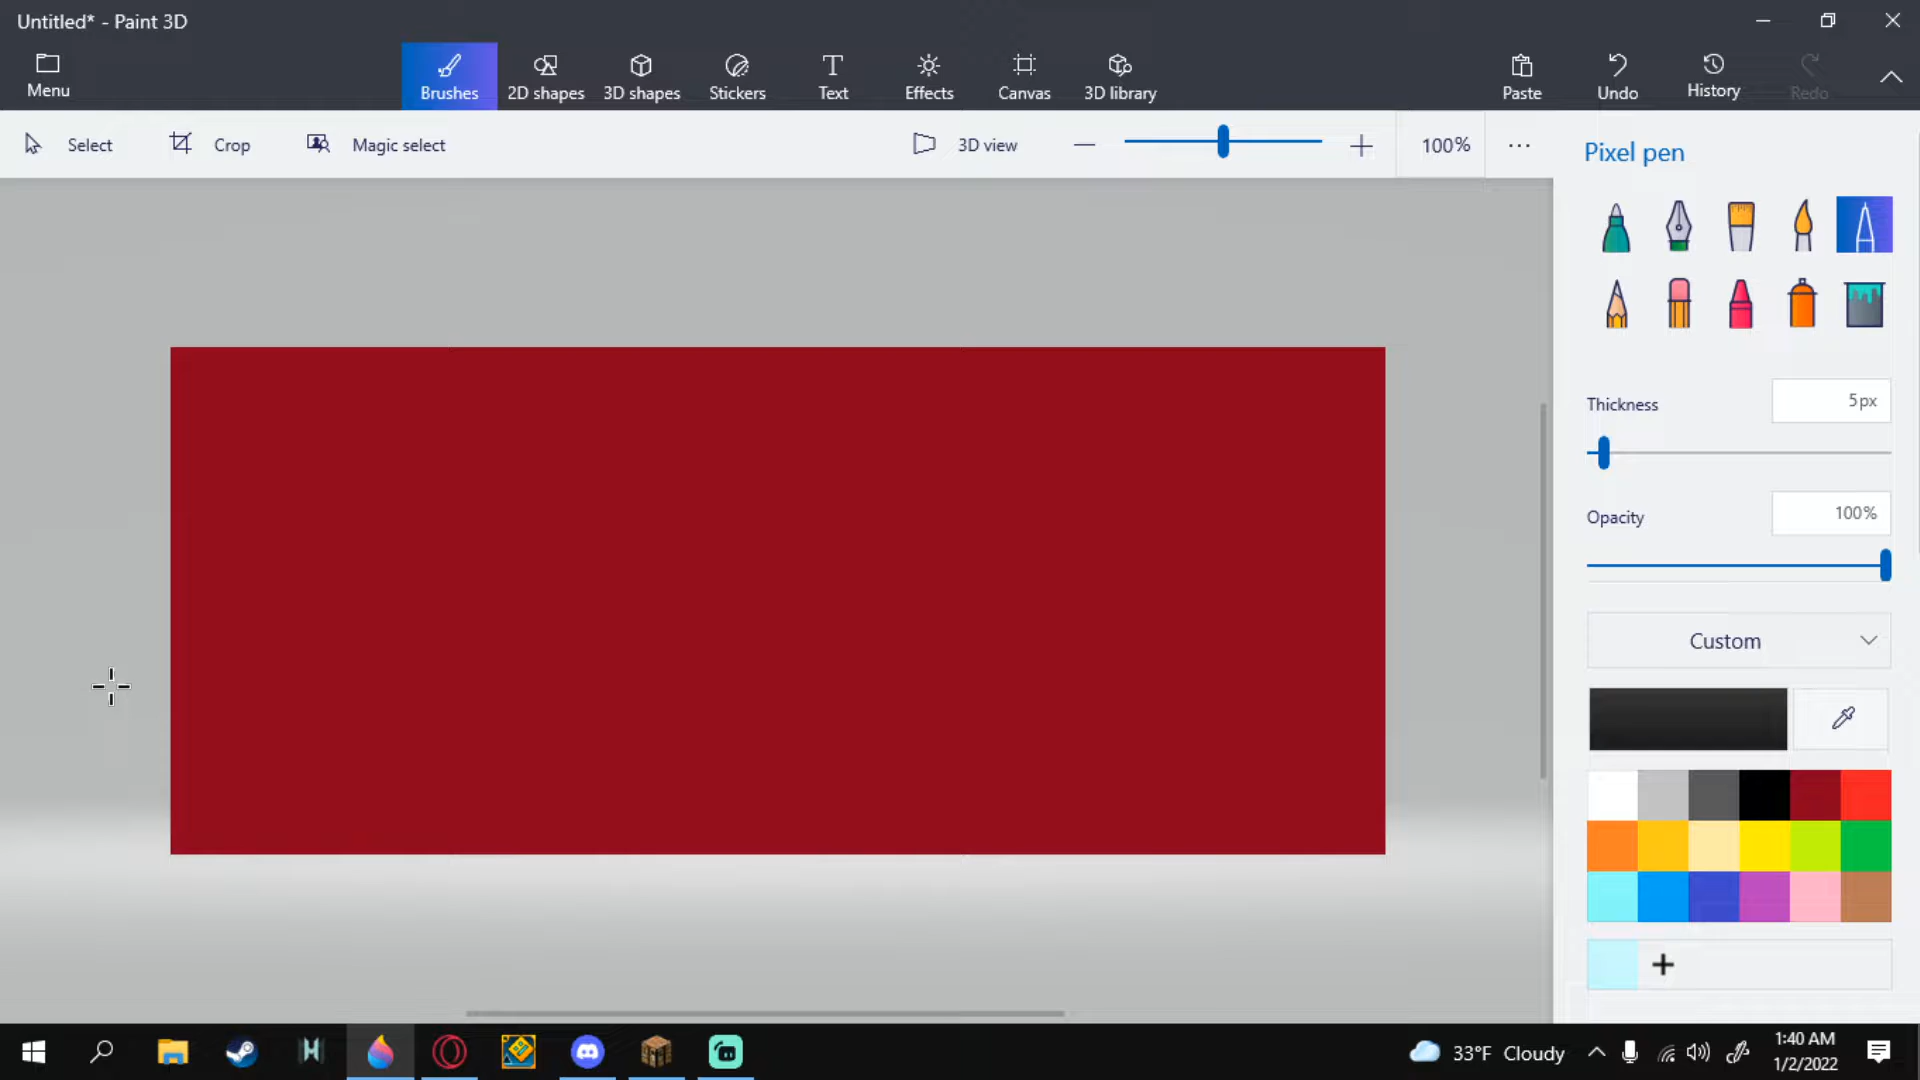 Untitled* - Paint 3D
Menu
Brushes
2D shapes
3D shapes
Stickers
Text
Effects
Canvas
3D library
Paste
Undo
History
Redo
Select
Crop
Magic select
3D view
100%
Pixel pen
Thickness
5px
Opacity
100%
Custom
33°F Cloudy
1:40 AM
1/2/2022